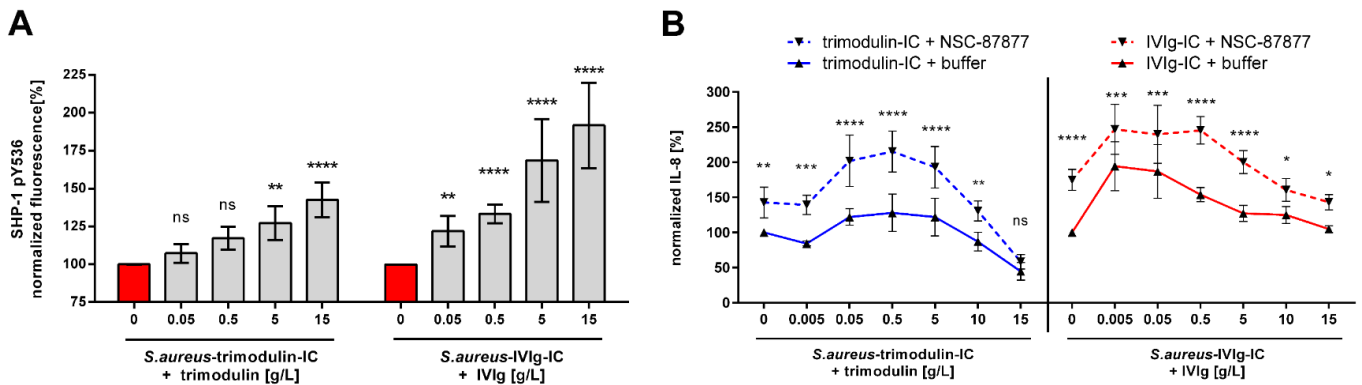 A
SHP-1 pY536
normalized fluorescence[%]
225
200
175
150
125
100
75
ns
ns
**
****
**
****
****
****
0
0.05
0.5
5
15
0
0.05
0.5
5
15
S.aureus-trimodulin-IC
+ trimodulin [g/L]
S.aureus-IVIg-IC
+ IVIg [g/L]
B
trimodulin-IC + NSC-87877
trimodulin-IC + buffer
IVIg-IC + NSC-87877
IVIg-IC + buffer
normalized IL-8 [%]
300
250
200
150
100
50
0
**
***
****
****
****
**
ns
****
***
***
****
****
*
*
0
0.005
0.05
0.5
5
10
15
0
0.005
0.05
0.5
5
10
15
S.aureus-trimodulin-IC
+ trimodulin [g/L]
S.aureus-IVIg-IC
+ IVIg [g/L]